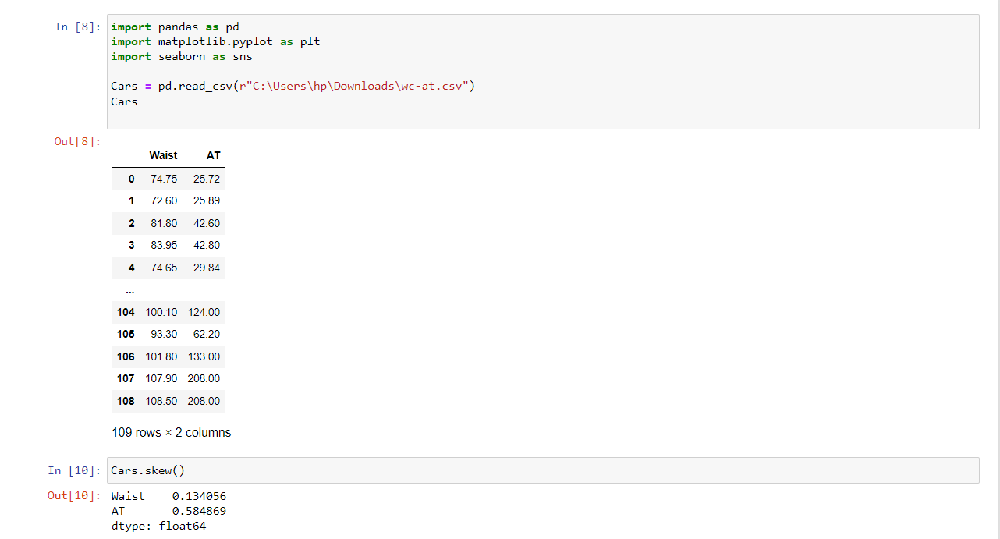 In [8]: import pandas as pd
import matplotlib.pyplot as plt
import seaborn as sns
Cars = pd.read_csv(r"C:\Users\hp\Downloads\wc-at.csv")
Cars
Out[8]:
Waist AT
0 74.75 25.72
1 72.60 25.89
2 81.80 42.60
3 83.95 42.80
4 74.65 29.84
... ... ...
104 100.10 124.00
105 93.30 62.20
106 101.80 133.00
107 107.90 208.00
108 108.50 208.00
109 rows × 2 columns
In [10]: Cars.skew()
Out[10]: Waist 0.134056
AT 0.584869
dtype: float64